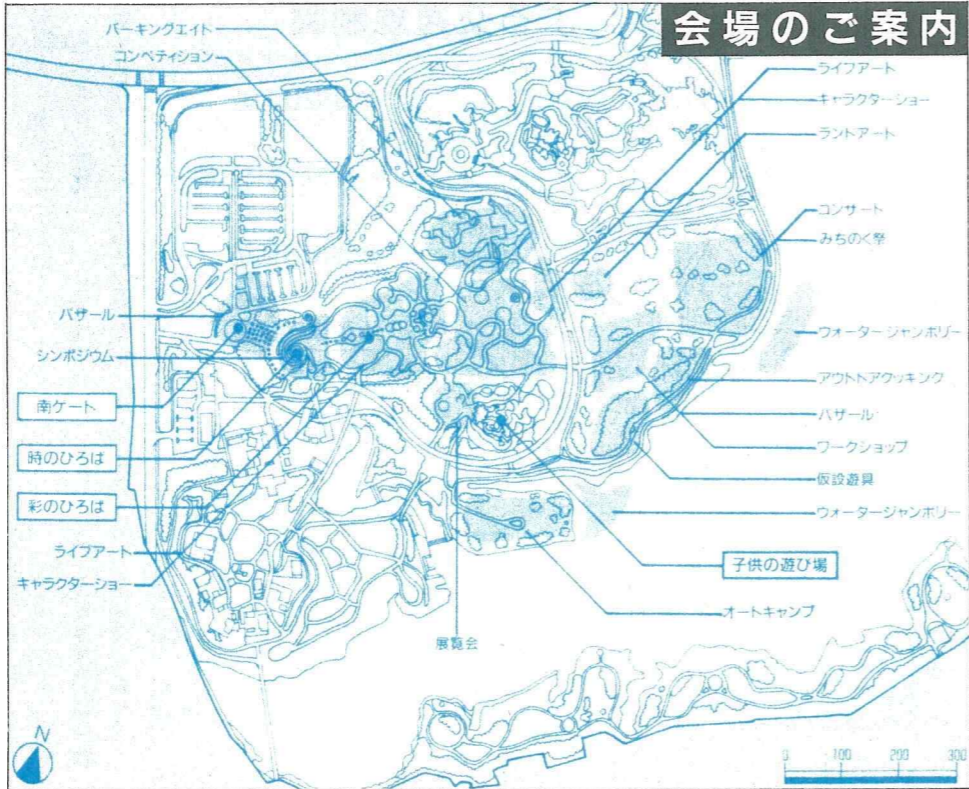 会場のご案内
パーキングエイト
コンペティション
ライブアート
キャラクターショー
ラントアート
コンサート
みちのく祭
バザール
シンポジウム
南ゲート
時のひろば
彩のひろば
ライブアート
キャラクターショー
ウォータージャンボリー
アウトドアクッキング
バザール
ワークショップ
仮設遊具
ウォータージャンボリー
子供の遊び場
オートキャンプ
展覧会
N
0 100 200 300